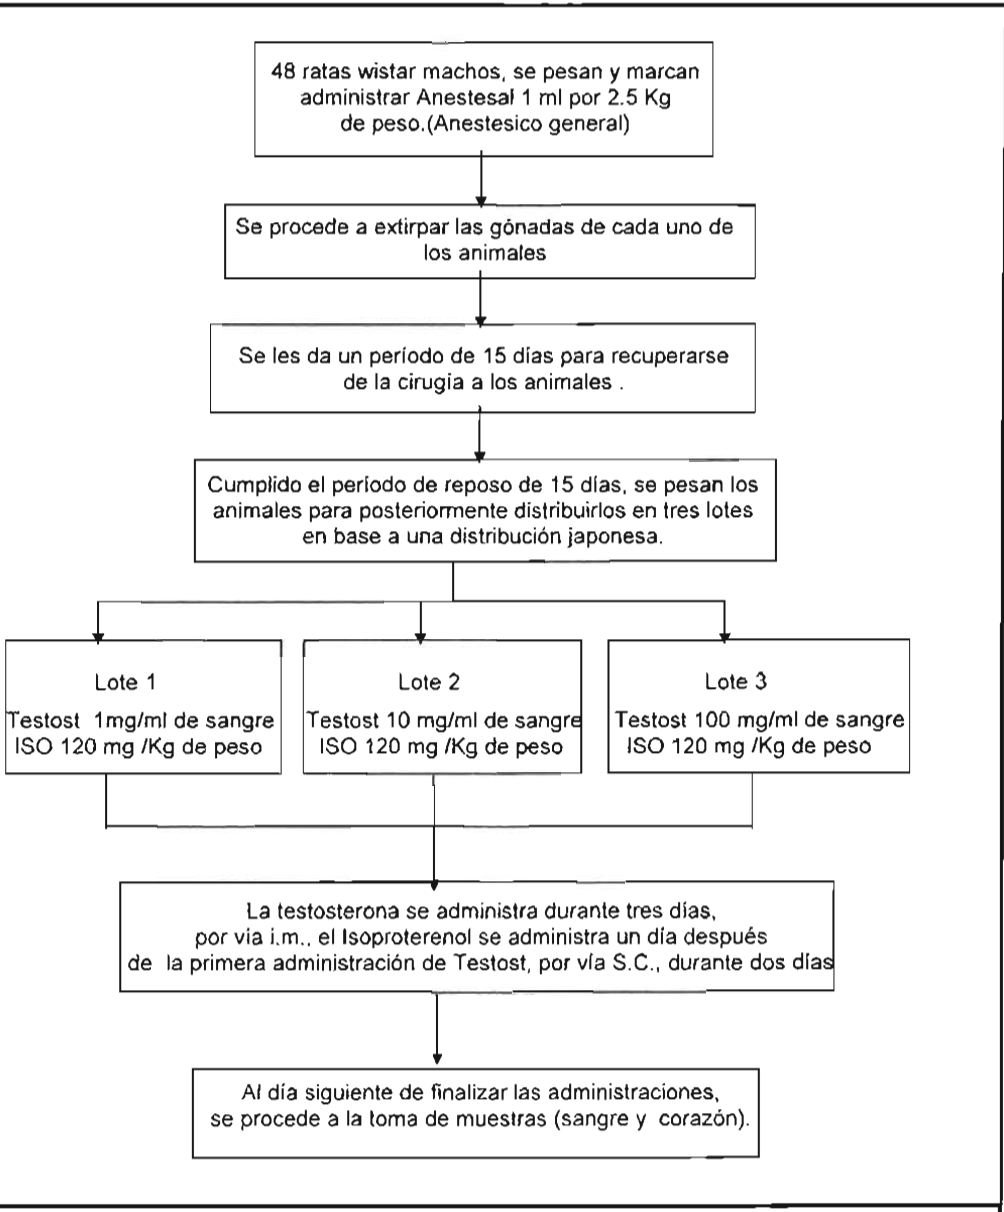 48 ratas wistar machos, se pesan y marcan
administrar Anestesal 1 ml por 2.5 Kg
de peso.(Anestesico general)
Se procede a extirpar las gónadas de cada uno de
los animales
Se les da un período de 15 días para recuperarse
de la cirugia a los animales .
Cumplido el período de reposo de 15 días, se pesan los
animales para posteriormente distribuirlos en tres lotes
en base a una distribución japonesa.
Lote 1
Testost 1mg/ml de sangre
ISO 120 mg /Kg de peso
Lote 2
Testost 10 mg/ml de sangre
ISO 120 mg /Kg de peso
Lote 3
Testost 100 mg/ml de sangre
ISO 120 mg /Kg de peso
La testosterona se administra durante tres días,
por via i.m., el Isoproterenol se administra un día después
de la primera administración de Testost, por vía S.C., durante dos días
Al día siguiente de finalizar las administraciones,
se procede a la toma de muestras (sangre y corazón).